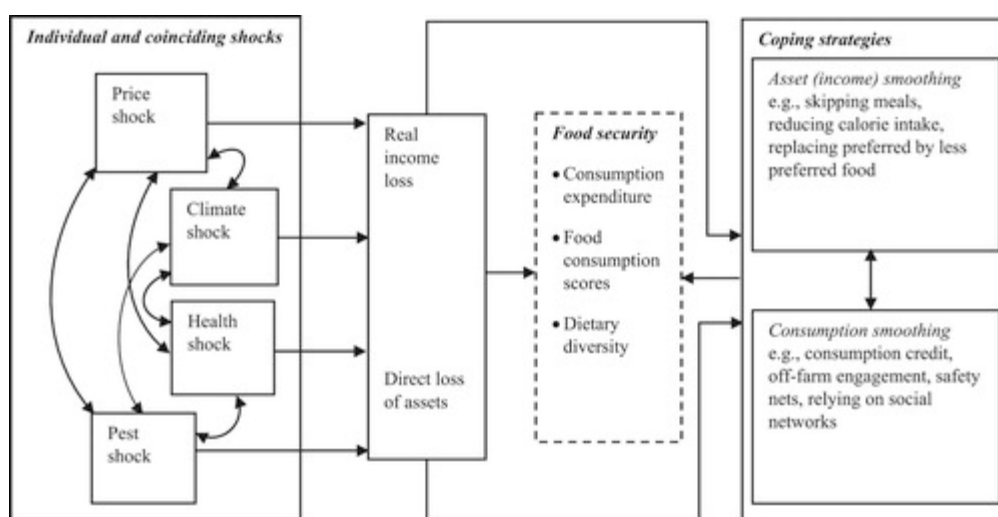 Individual and coinciding shocks
Price
shock
Climate
shock
Health
shock
Pest
shock
Real
income
loss
Direct loss
of assets
Food security
• Consumption
expenditure
• Food
consumption
scores
• Dietary
diversity
Coping strategies
Asset (income) smoothing
e.g., skipping meals,
reducing calorie intake,
replacing preferred by less
preferred food
Consumption smoothing
e.g., consumption credit,
off-farm engagement, safety
nets, relying on social
networks